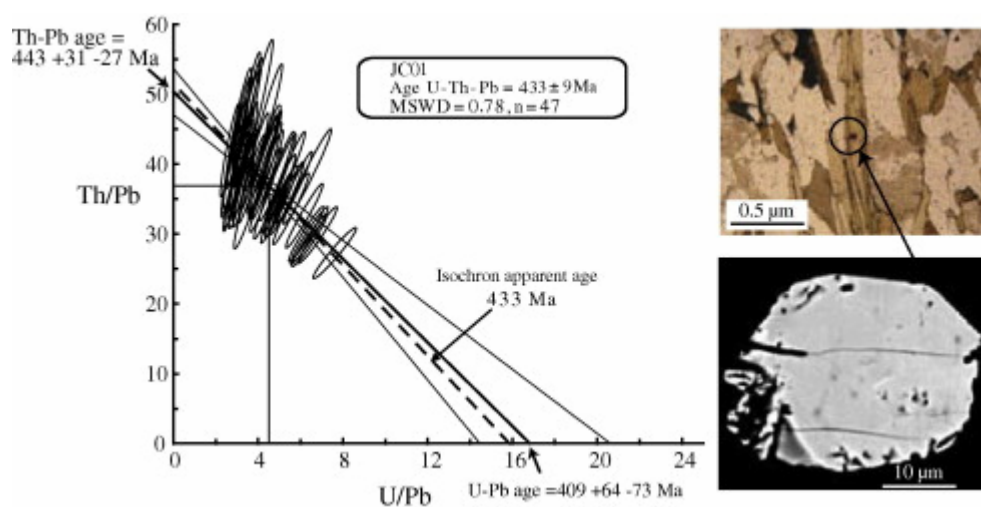 Th-Pb age =
443 +31 -27 Ma
60
50
40
30
20
10
0
Th/Pb
JC01
Age U-Th-Pb = 433 ± 9 Ma
MSWD = 0.78, n = 47
Isochron apparent age
433 Ma
0 4 8 12 16 20 24
U/Pb
U-Pb age =409 +64 -73 Ma
0.5 µm
10 µm